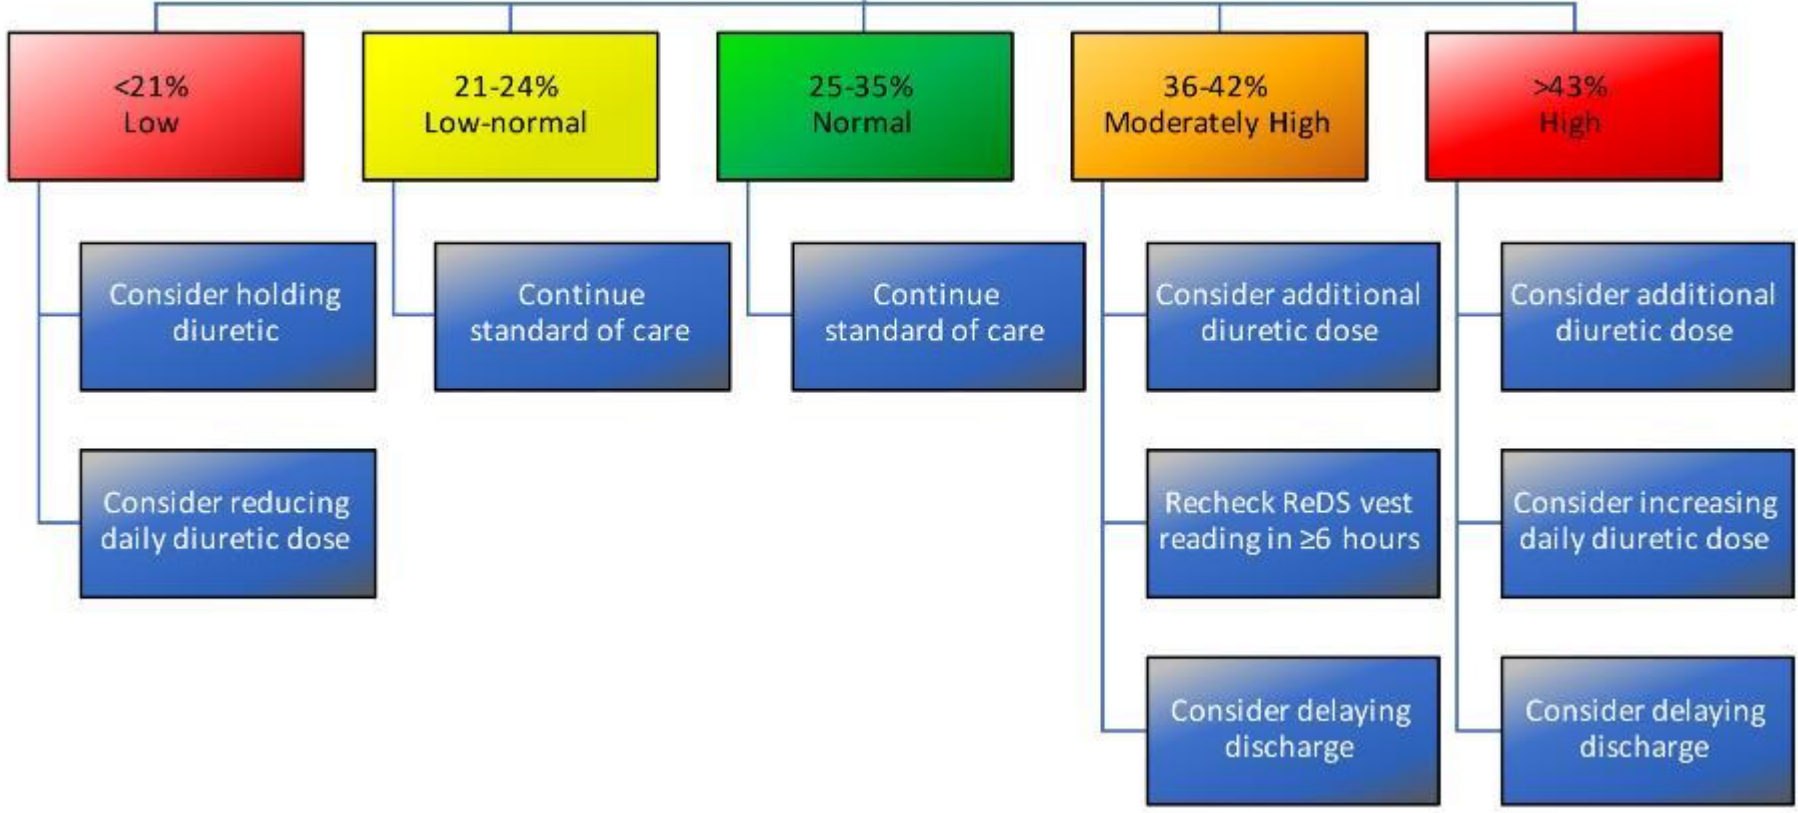 <21%
Low
21-24%
Low-normal
25-35%
Normal
36-42%
Moderately High
>43%
High
Consider holding
diuretic
Continue
standard of care
Continue
standard of care
Consider additional
diuretic dose
Consider additional
diuretic dose
Consider reducing
daily diuretic dose
Recheck ReDS vest
reading in ≥6 hours
Consider increasing
daily diuretic dose
Consider delaying
discharge
Consider delaying
discharge